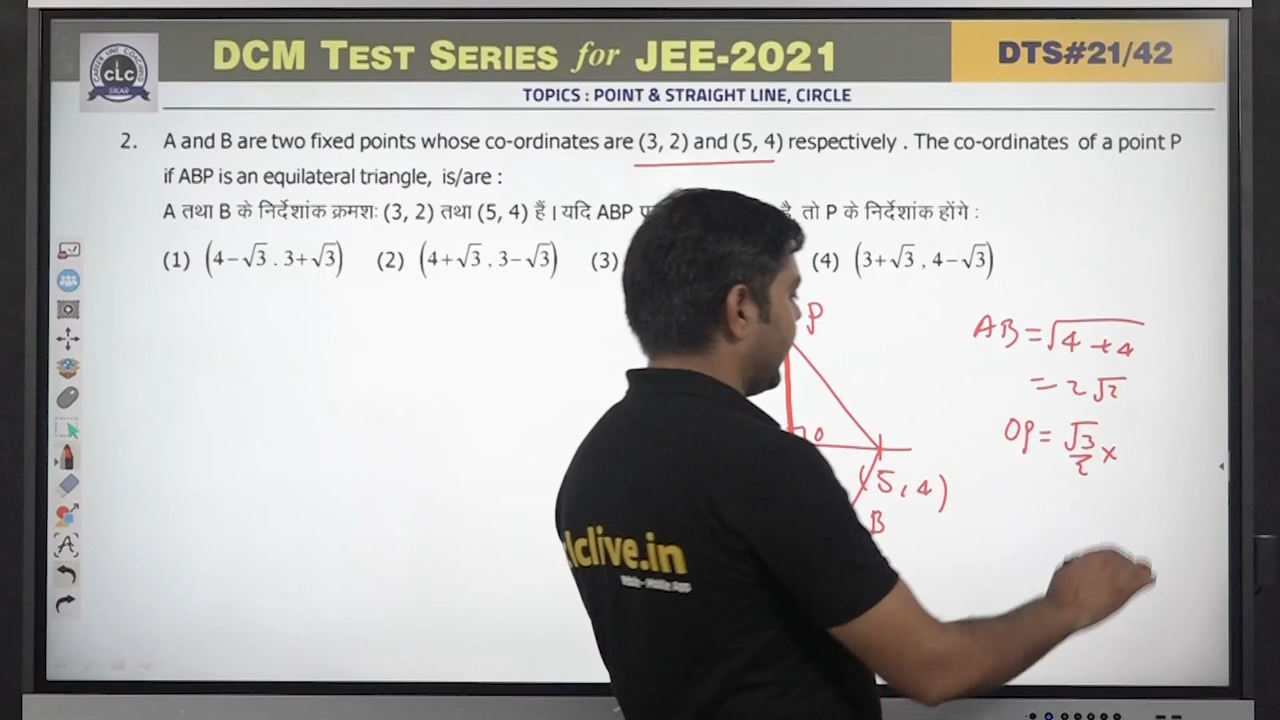 DCM TEST SERIES for JEE-2021
DTS#21/42
CLC
SIKAR
TOPICS : POINT & STRAIGHT LINE, CIRCLE
2. A and B are two fixed points whose co-ordinates are (3, 2) and (5, 4) respectively . The co-ordinates of a point P
if ABP is an equilateral triangle, is/are :
A तथा B के निर्देशांक क्रमशः (3, 2) तथा (5, 4) हैं । यदि ABP है, तो P के निर्देशांक होंगे :
(1) (4−√3 . 3+√3) (2) (4+√3 , 3−√3) (3) (4) (3+√3 , 4−√3)
P
AB = √4 + 4
= 2√2
O
OP = √3/2 ×
(5, 4)
B
clclive.in